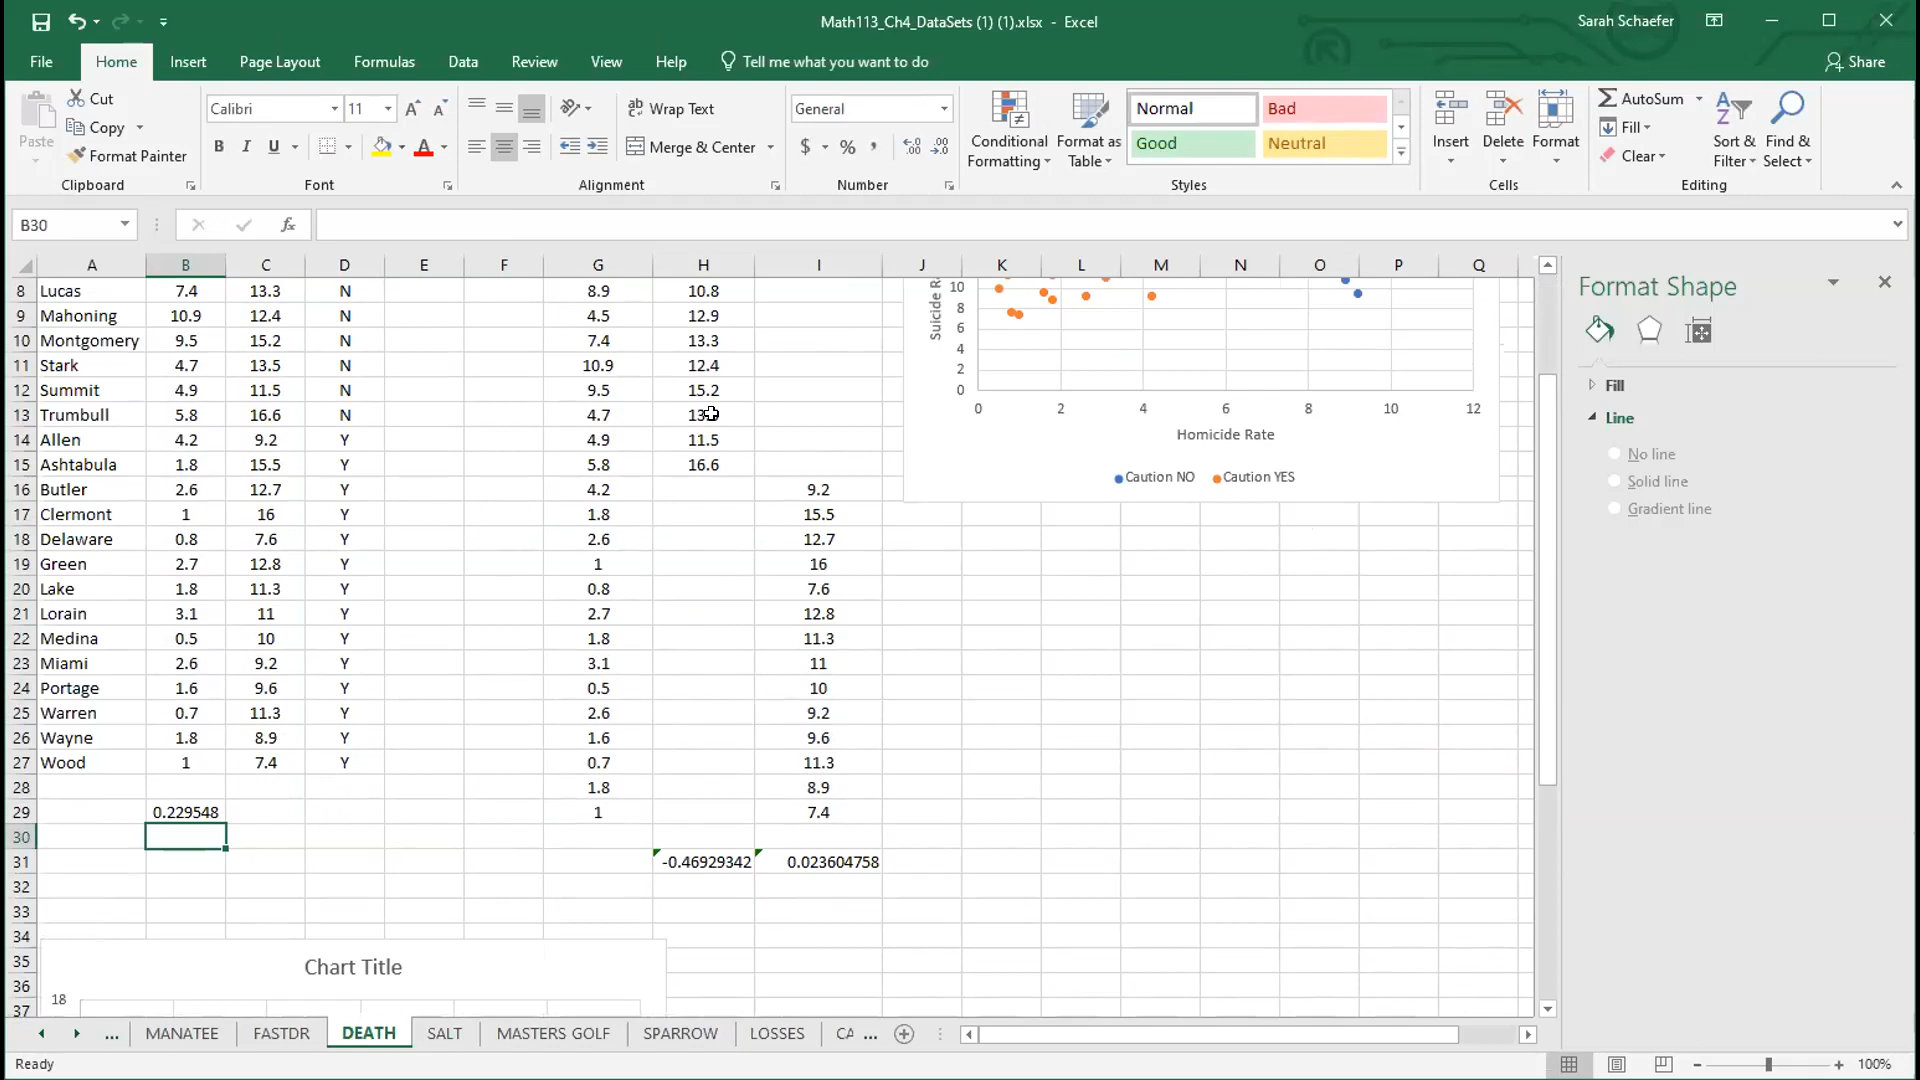 Math113_Ch4_DataSets (1) (1).xlsx - Excel
Sarah Schaefer
File Home Insert Page Layout Formulas Data Review View Help Tell me what you want to do Share
Paste
Cut
Copy
Format Painter
Calibri 11
B I U
Wrap Text
Merge & Center
General
$ % ,
Conditional Formatting
Format as Table
Normal Bad
Good Neutral
Insert Delete Format
AutoSum
Fill
Clear
Sort & Filter
Find & Select
Clipboard Font Alignment Number Styles Cells Editing
B30 fx
A B C D E F G H I J K L M N O P Q
8 Lucas 7.4 13.3 N 8.9 10.8
9 Mahoning 10.9 12.4 N 4.5 12.9
10 Montgomery 9.5 15.2 N 7.4 13.3
11 Stark 4.7 13.5 N 10.9 12.4
12 Summit 4.9 11.5 N 9.5 15.2
13 Trumbull 5.8 16.6 N 4.7
14 Allen 4.2 9.2 Y 4.9 11.5
15 Ashtabula 1.8 15.5 Y 5.8 16.6
16 Butler 2.6 12.7 Y 4.2 9.2
17 Clermont 1 16 Y 1.8 15.5
18 Delaware 0.8 7.6 Y 2.6 12.7
19 Green 2.7 12.8 Y 1 16
20 Lake 1.8 11.3 Y 0.8 7.6
21 Lorain 3.1 11 Y 2.7 12.8
22 Medina 0.5 10 Y 1.8 11.3
23 Miami 2.6 9.2 Y 3.1 11
24 Portage 1.6 9.6 Y 0.5 10
25 Warren 0.7 11.3 Y 2.6 9.2
26 Wayne 1.8 8.9 Y 1.6 9.6
27 Wood 1 7.4 Y 0.7 11.3
28 1.8 8.9
29 0.229548 1 7.4
30
31 -0.46929342 0.023604758
32
33
34
35
36
37
Suicide
10
8
6
4
2
0
0 2 4 6 8 10 12
Homicide Rate
Caution NO Caution YES
Chart Title
18
Format Shape
Fill
Line
No line
Solid line
Gradient line
... MANATEE FASTDR DEATH SALT MASTERS GOLF SPARROW LOSSES CA ...
Ready
100%